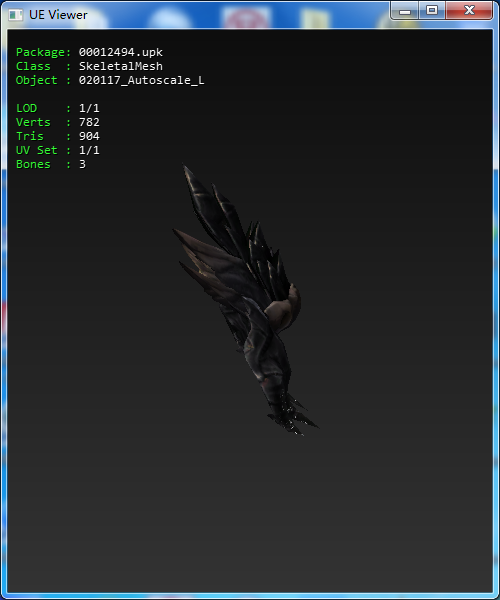 UE Viewer
Package: 00012494.upk
Class : SkeletalMesh
Object : 020117_Autoscale_L
LOD : 1/1
Verts : 782
Tris : 904
UV Set : 1/1
Bones : 3